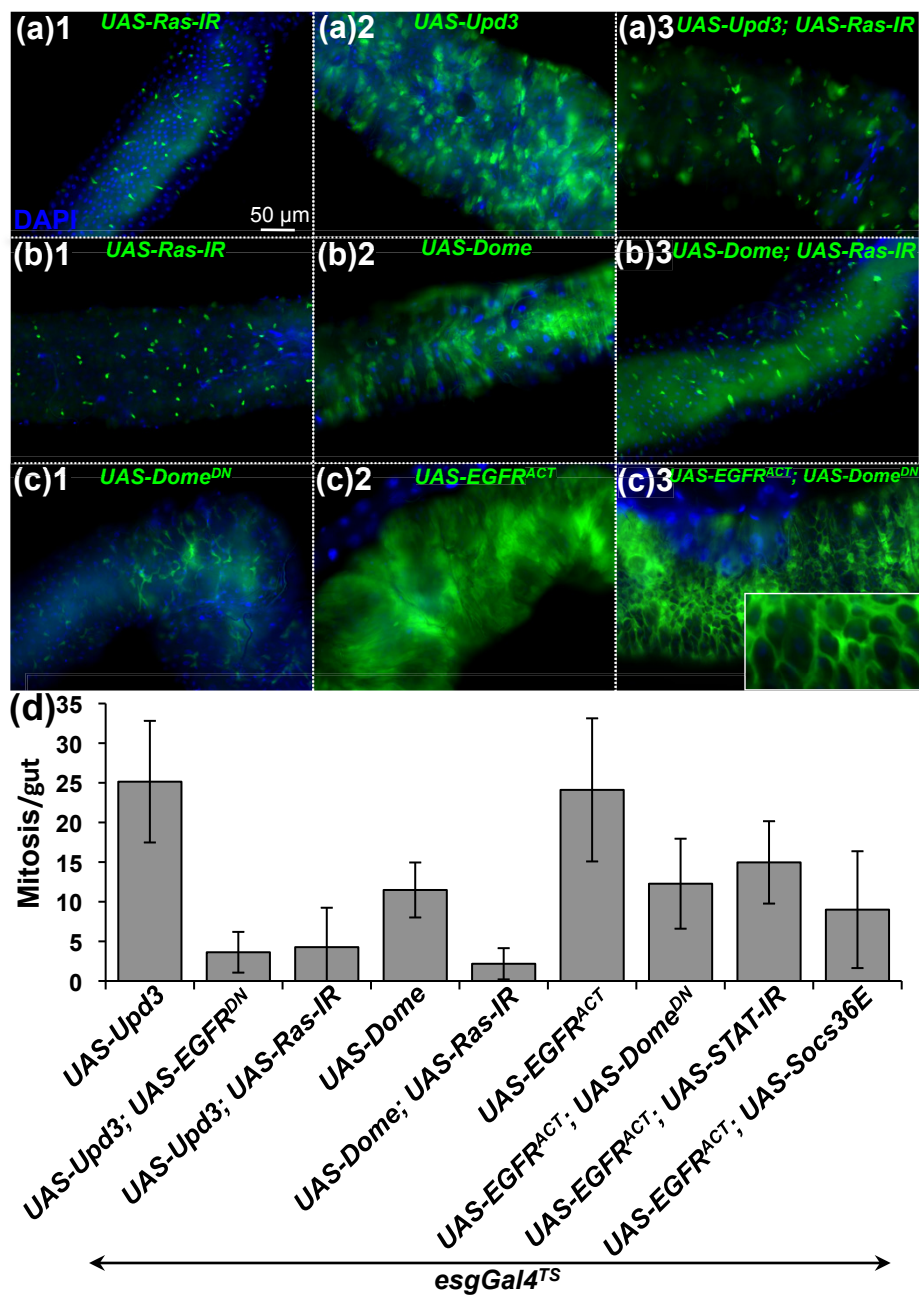 (a)1 UAS-Ras-IR
(a)2 UAS-Upd3
(a)3 UAS-Upd3; UAS-Ras-IR
DAPI
50 µm
(b)1 UAS-Ras-IR
(b)2 UAS-Dome
(b)3 UAS-Dome; UAS-Ras-IR
(c)1 UAS-Dome^DN
(c)2 UAS-EGFR^ACT
(c)3 UAS-EGFR^ACT; UAS-Dome^DN
(d)
Mitosis/gut
35
30
25
20
15
10
5
0
UAS-Upd3
UAS-Upd3; UAS-EGFR^DN
UAS-Upd3; UAS-Ras-IR
UAS-Dome
UAS-Dome; UAS-Ras-IR
UAS-EGFR^ACT
UAS-EGFR^ACT; UAS-Dome^DN
UAS-EGFR^ACT; UAS-STAT-IR
UAS-EGFR^ACT; UAS-Socs36E
esgGal4^TS